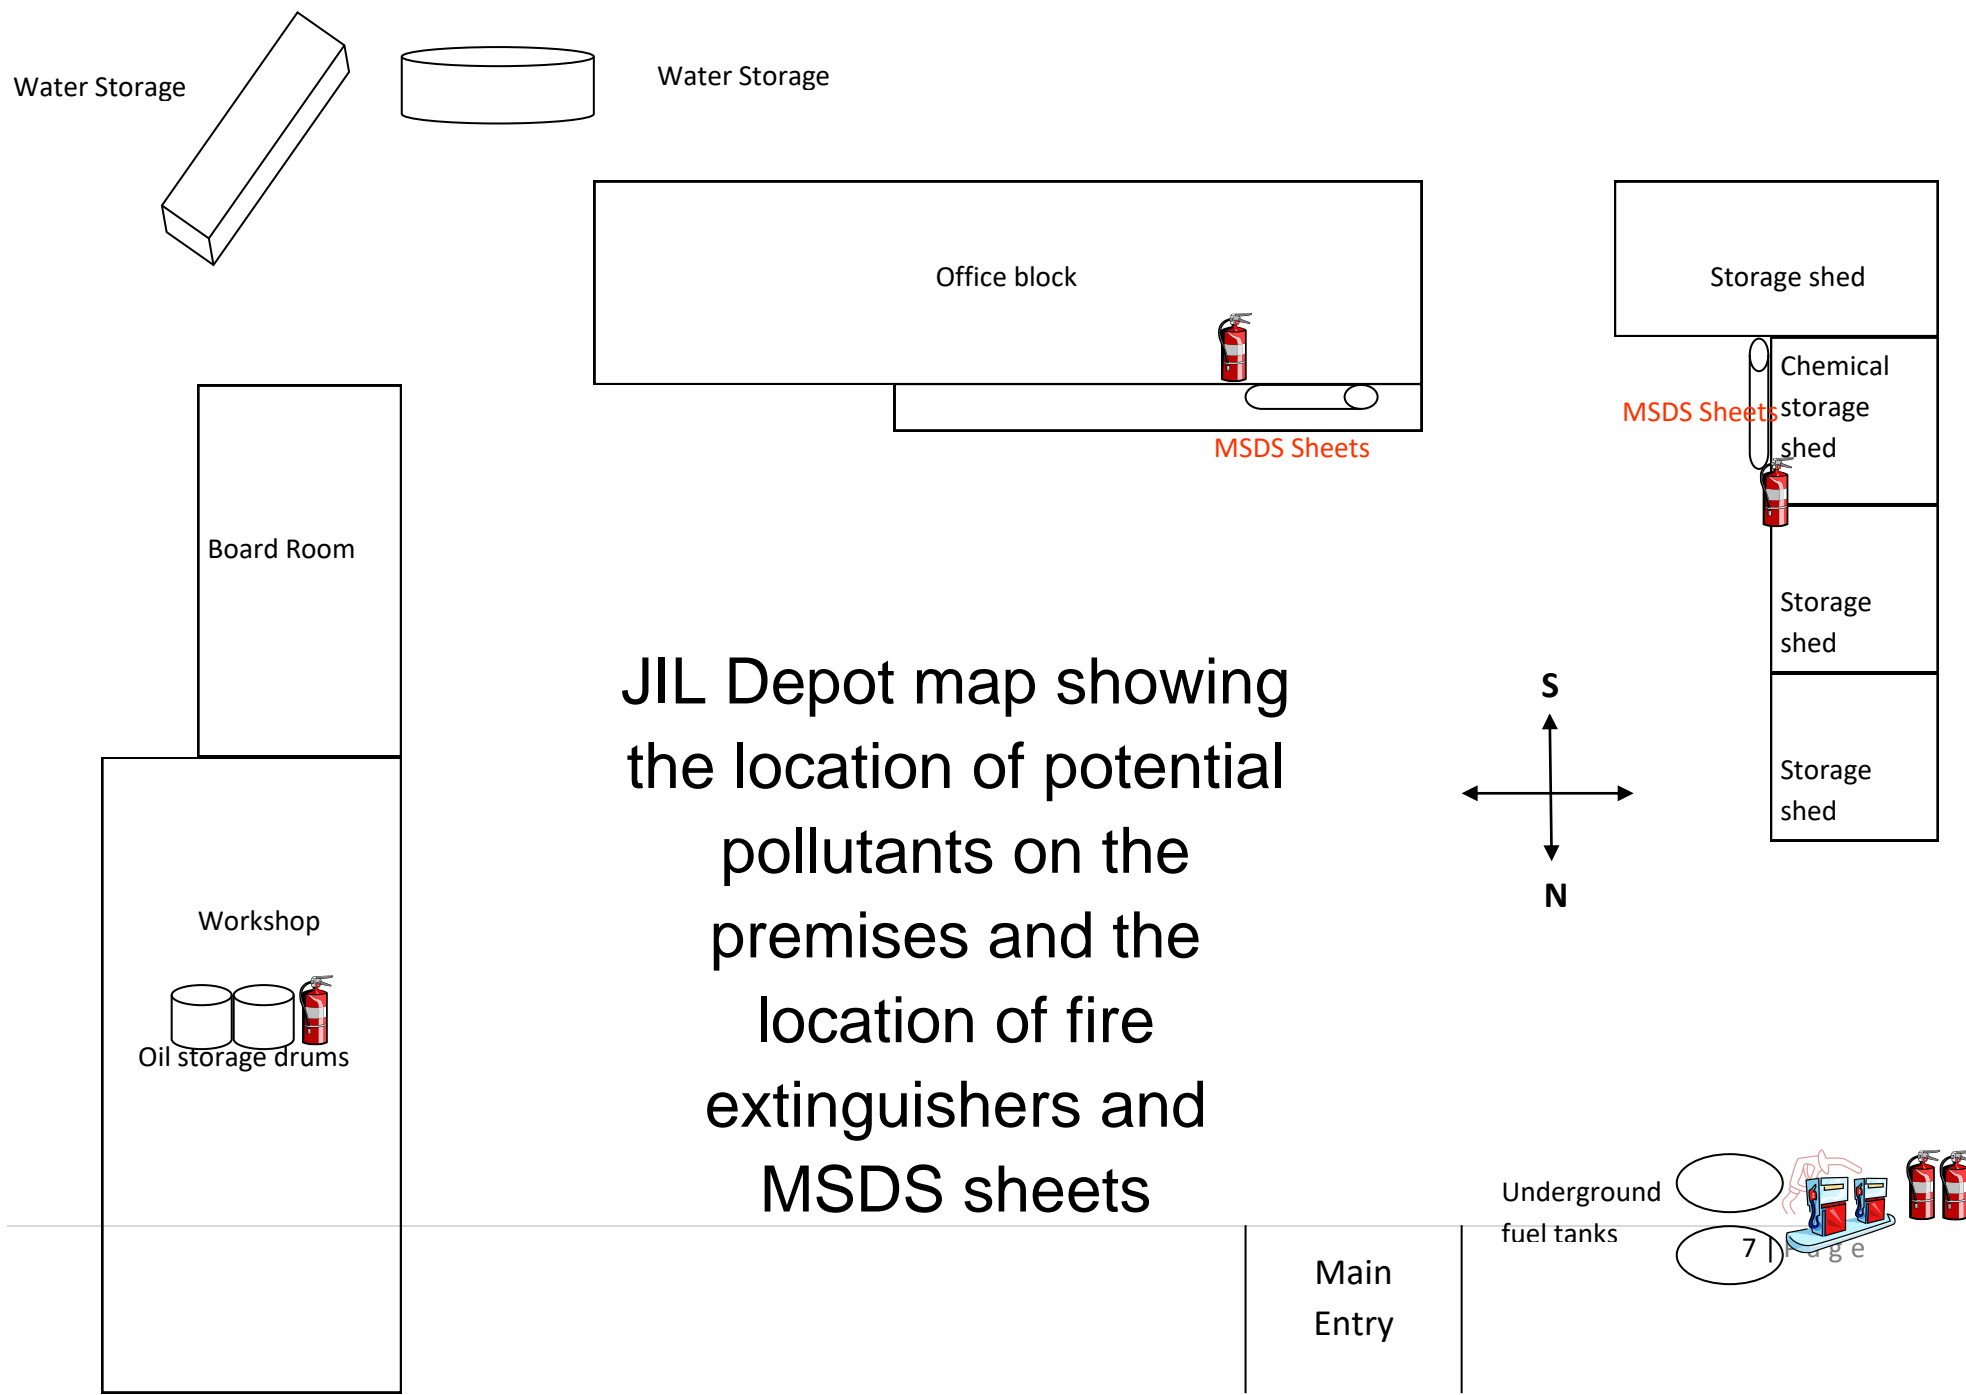 Water Storage
Water Storage
Office block
Storage shed
Chemical
storage
shed
MSDS Sheets
MSDS Sheets
Board Room
Storage
shed
JIL Depot map showing
the location of potential
pollutants on the
premises and the
location of fire
extinguishers and
MSDS sheets
S
N
Storage
shed
Workshop
Oil storage drums
Underground
fuel tanks
7 | Page
Main
Entry